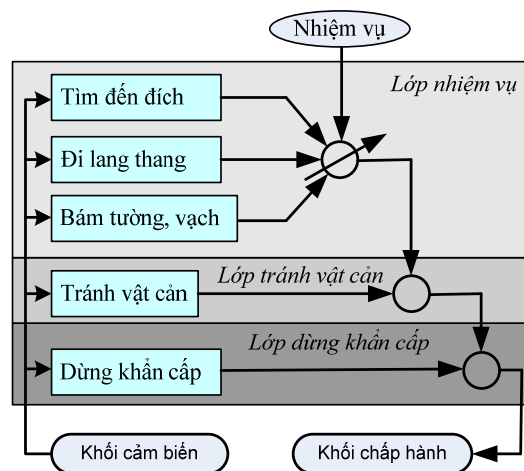 Nhiệm vụ
Lớp nhiệm vụ
Tìm đến đích
Đi lang thang
Bám tường, vạch
Lớp tránh vật cản
Tránh vật cản
Lớp dừng khẩn cấp
Dừng khẩn cấp
Khối cảm biến
Khối chấp hành